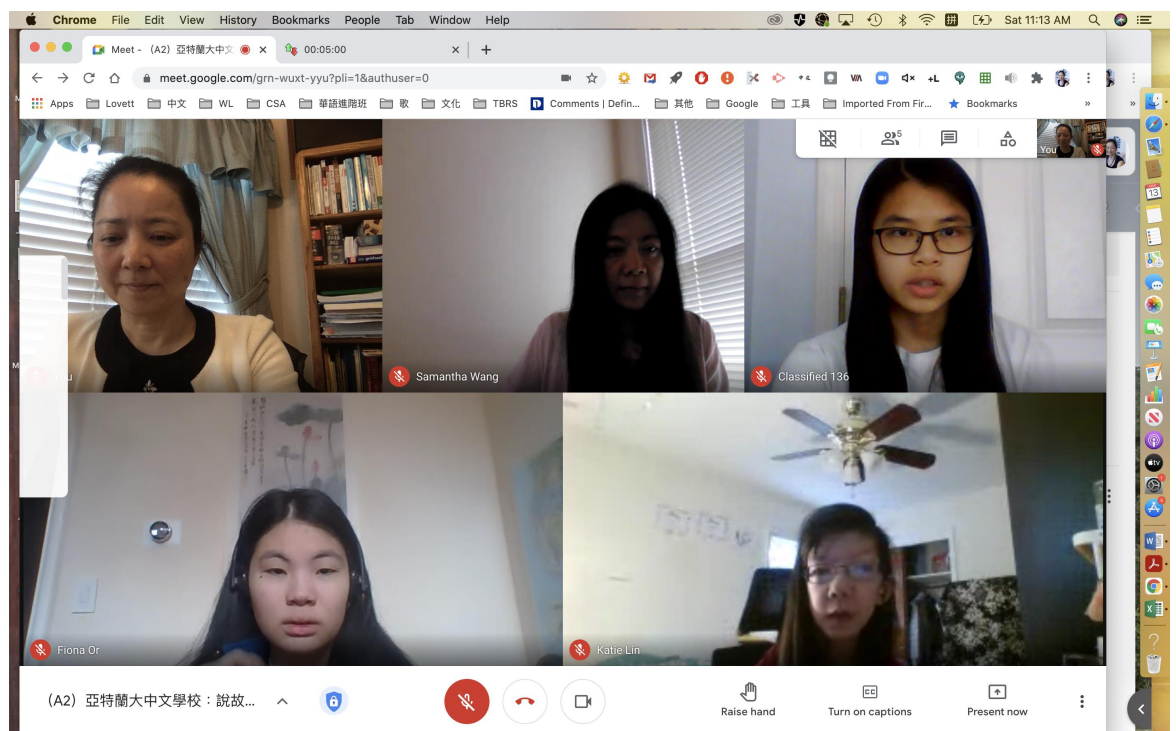 Chrome File Edit View History Bookmarks People Tab Window Help
Sat 11:13 AM
Meet - （A2）亞特蘭大中文
00:05:00
meet.google.com/grn-wuxt-yyu?pli=1&authuser=0
Apps Lovett 中文 WL CSA 華語進階班 歌 文化 TBRS Comments | Defin... 其他 Google 工具 Imported From Fir... Bookmarks
5
You
You
Samantha Wang
Classified 136
Fiona Or
Katie Lin
（A2）亞特蘭大中文學校：說故...
Raise hand
Turn on captions
Present now